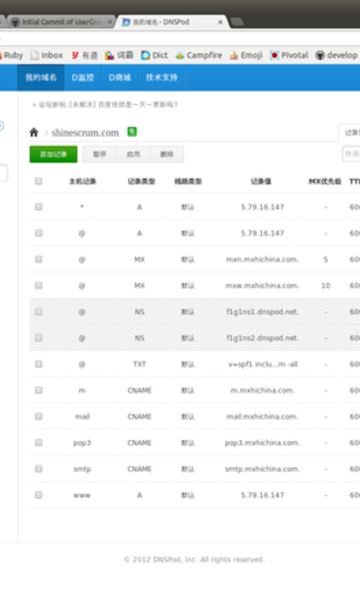 Initial Commit of UserGro
我的域名 - DNSPod
Ruby Inbox 有道 词霸 Dict Campfire Emoji Pivotal develop
我的域名 D监控 D商城 技术支持
» 论坛新帖: [未解决] 百度快照是一天一更新吗?
shinescrum.com 免 记录
添加记录 暂停 启用 删除 快速
主机记录 记录类型 线路类型 记录值 MX优先级 TTL
* A 默认 5.79.16.147 - 600
@ A 默认 5.79.16.147 - 600
@ MX 默认 mxn.mxhichina.com. 5 600
@ MX 默认 mxw.mxhichina.com. 10 600
@ NS 默认 f1g1ns1.dnspod.net. - 600
@ NS 默认 f1g1ns2.dnspod.net. - 600
@ TXT 默认 v=spf1 inclu...m -all - 600
m CNAME 默认 m.mxhichina.com. - 600
mail CNAME 默认 mail.mxhichina.com. - 600
pop3 CNAME 默认 pop3.mxhichina.com. - 600
smtp CNAME 默认 smtp.mxhichina.com. - 600
www A 默认 5.79.16.147 - 600
© 2012 DNSPod, Inc. All rights reserved.